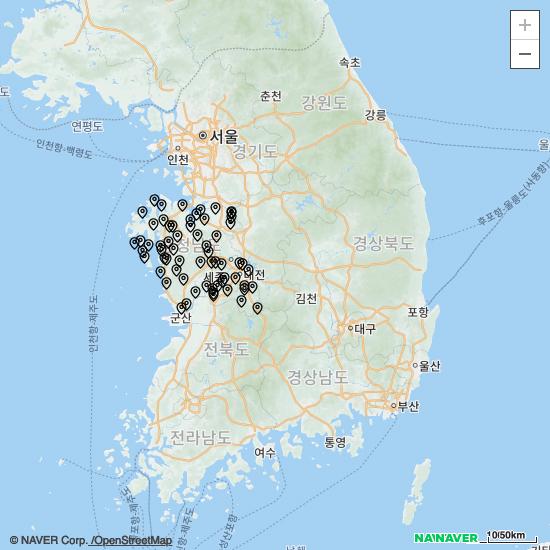 +
−
속초
춘천
강원도
강릉
연평도
서울
인천
경기도
인천항-백령도
후포항-울릉도(사동항)
경상북도
세종
대전
김천
인천항-제주도
군산
포항
대구
전북도
울산
경상남도
부산
전라남도
통영
여수
© NAVER Corp. /OpenStreetMap
NAVER
10/50km